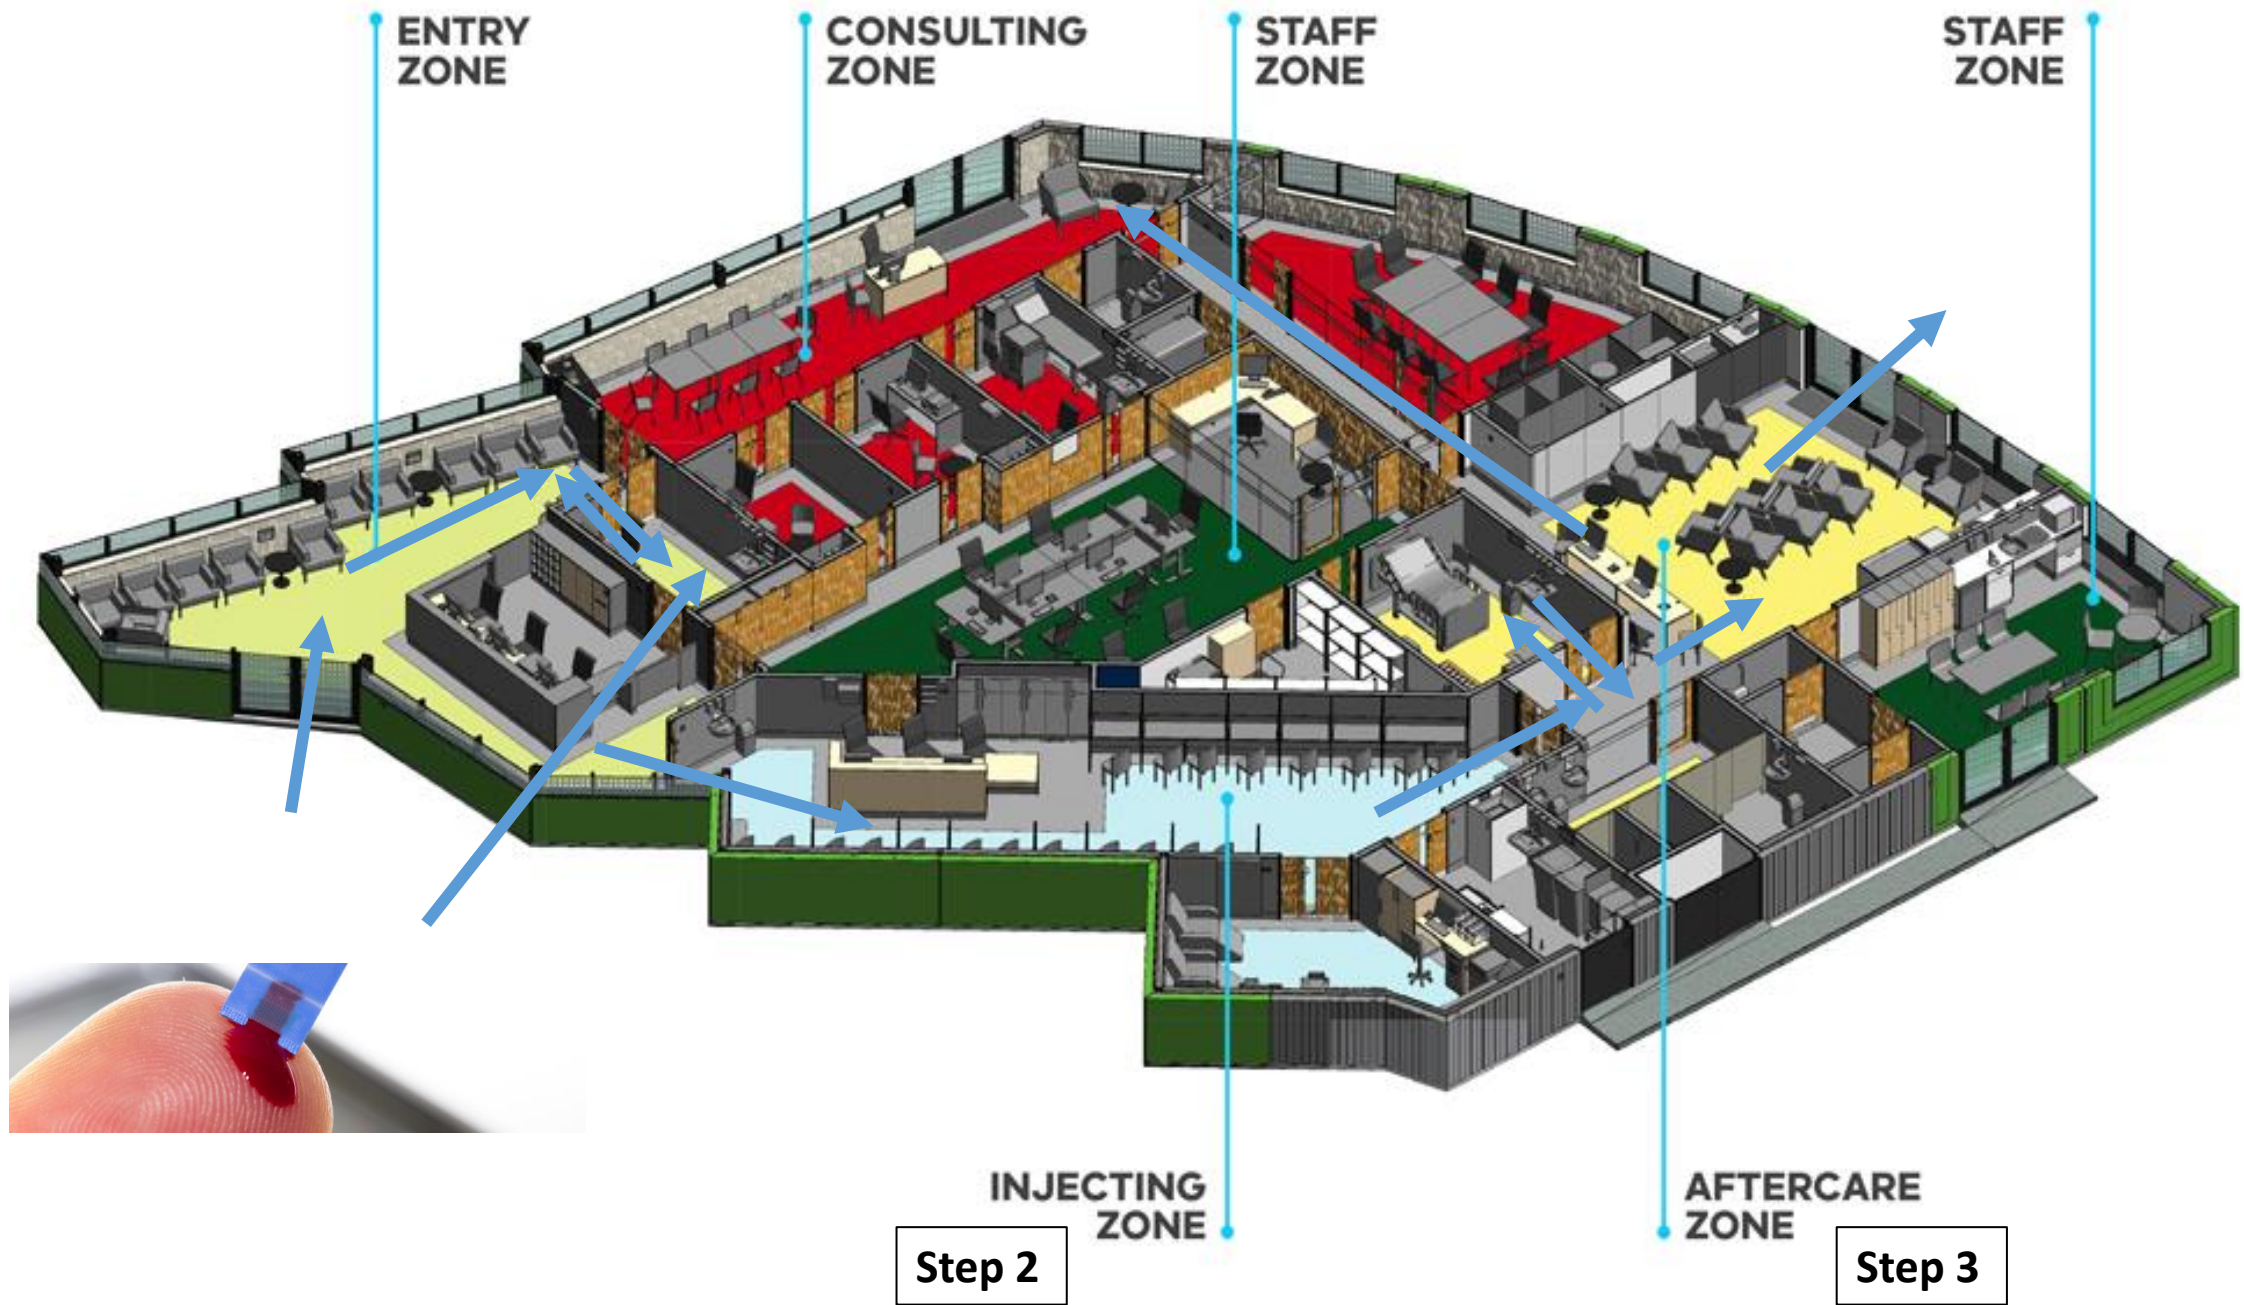 ENTRY
ZONE
CONSULTING
ZONE
STAFF
ZONE
STAFF
ZONE
INJECTING
ZONE
AFTERCARE
ZONE
Step 2
Step 3